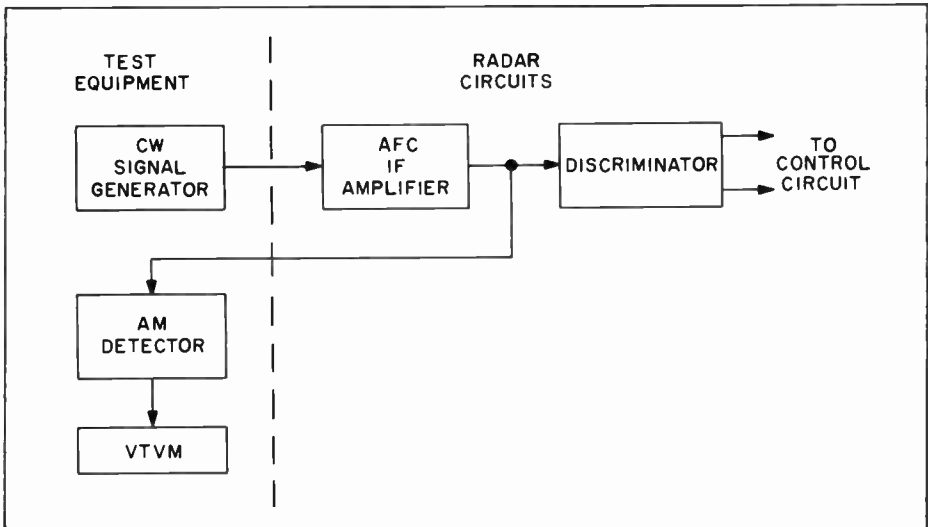 TEST
EQUIPMENT
RADAR
CIRCUITS
CW
SIGNAL
GENERATOR
AFC
IF
AMPLIFIER
DISCRIMINATOR
TO
CONTROL
CIRCUIT
AM
DETECTOR
VTVM